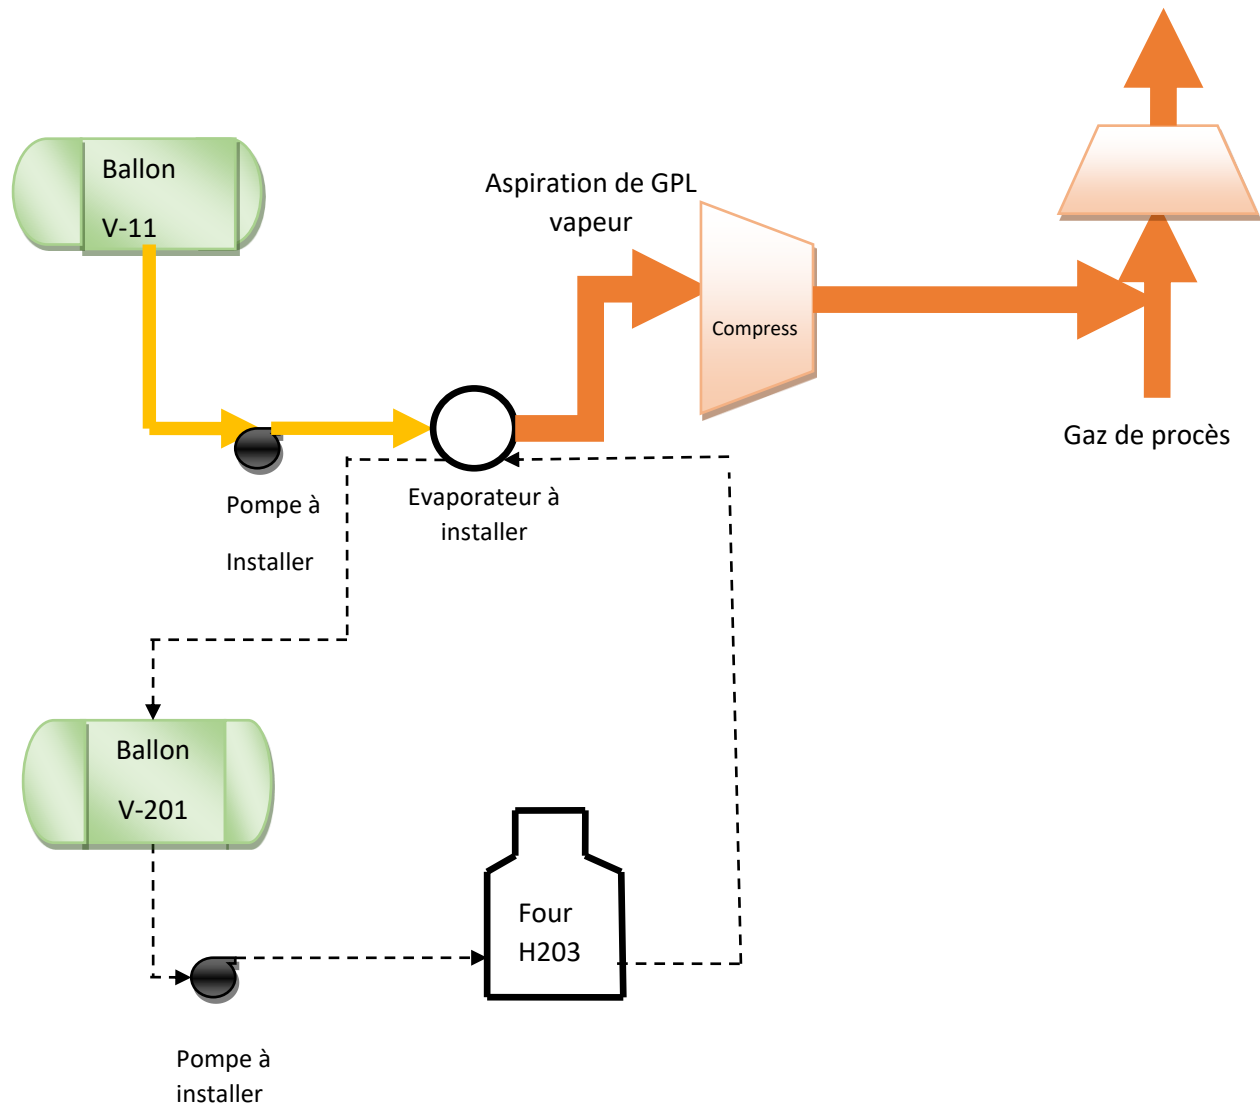 Ballon
V-11
Aspiration de GPL
vapeur
Compress
Gaz de procès
Pompe à
Installer
Evaporateur à
installer
Ballon
V-201
Four
H203
Pompe à
installer